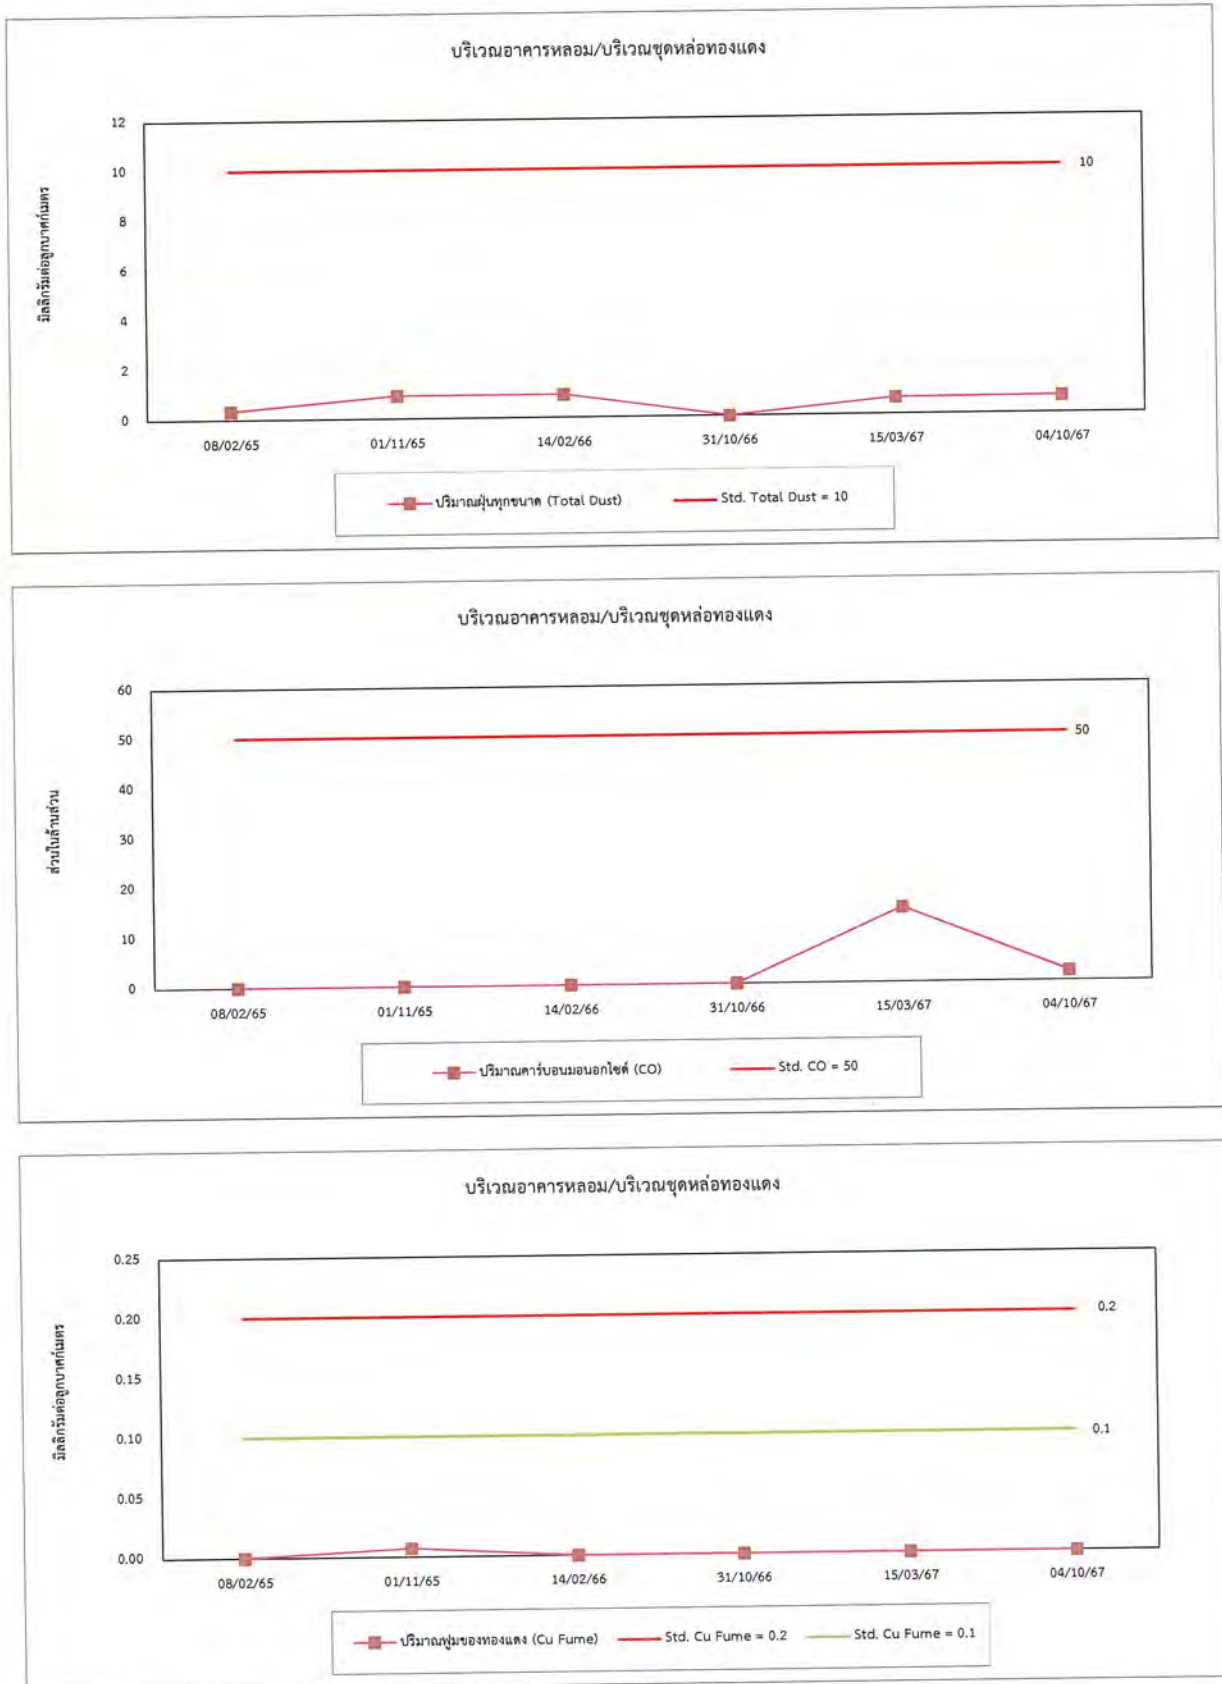 บริเวณอาคารหลอม/บริเวณชุดหล่อทองแดง
มิลลิกรัมต่อลูกบาศก์เมตร
12
10
8
6
4
2
0
10
08/02/65 01/11/65 14/02/66 31/10/66 15/03/67 04/10/67
ปริมาณฝุ่นทุกขนาด (Total Dust) Std. Total Dust = 10
บริเวณอาคารหลอม/บริเวณชุดหล่อทองแดง
ส่วนในล้านส่วน
60
50
40
30
20
10
0
50
08/02/65 01/11/65 14/02/66 31/10/66 15/03/67 04/10/67
ปริมาณคาร์บอนมอนอกไซด์ (CO) Std. CO = 50
บริเวณอาคารหลอม/บริเวณชุดหล่อทองแดง
มิลลิกรัมต่อลูกบาศก์เมตร
0.25
0.20
0.15
0.10
0.05
0.00
0.2
0.1
08/02/65 01/11/65 14/02/66 31/10/66 15/03/67 04/10/67
ปริมาณฟูมของทองแดง (Cu Fume) Std. Cu Fume = 0.2 Std. Cu Fume = 0.1